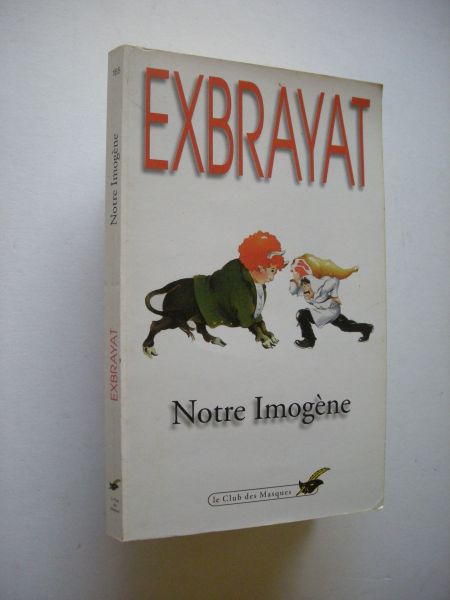 EXBRAYAT
Notre Imogène
le Club des Masques
Notre Imogène
EXBRAYAT